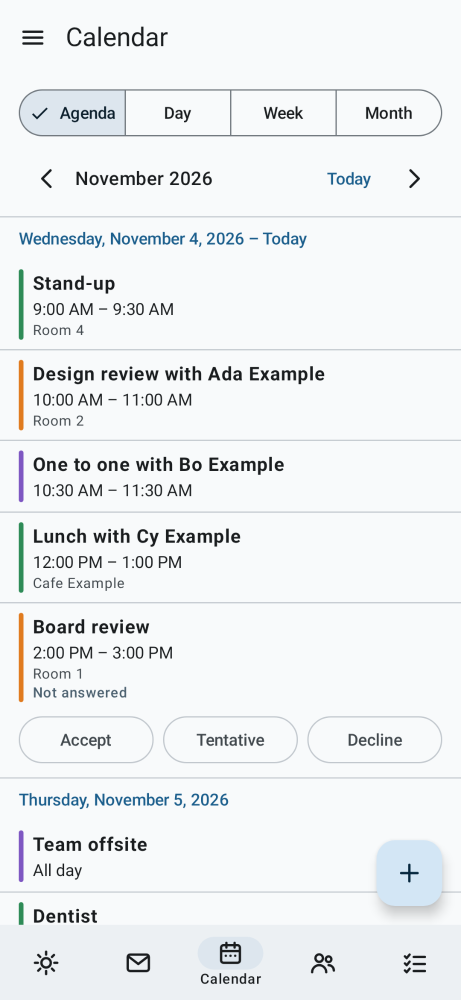 Calendar
Agenda
Day
Week
Month
November 2026
Today
Wednesday, November 4, 2026 – Today
Stand-up
9:00 AM – 9:30 AM
Room 4
Design review with Ada Example
10:00 AM – 11:00 AM
Room 2
One to one with Bo Example
10:30 AM – 11:30 AM
Lunch with Cy Example
12:00 PM – 1:00 PM
Cafe Example
Board review
2:00 PM – 3:00 PM
Room 1
Not answered
Accept
Tentative
Decline
Thursday, November 5, 2026
Team offsite
All day
Dentist
Calendar